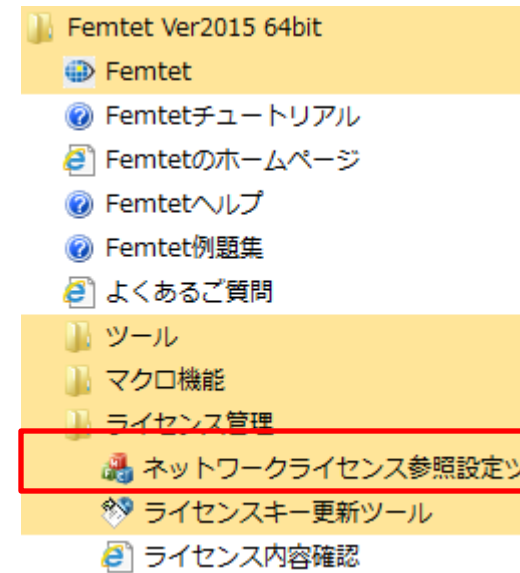 Femtet Ver2015 64bit
Femtet
Femtetチュートリアル
Femtetのホームページ
Femtetヘルプ
Femtet例題集
よくあるご質問
ツール
マクロ機能
ライセンス管理
ネットワークライセンス参照設定ツ
ライセンスキー更新ツール
ライセンス内容確認